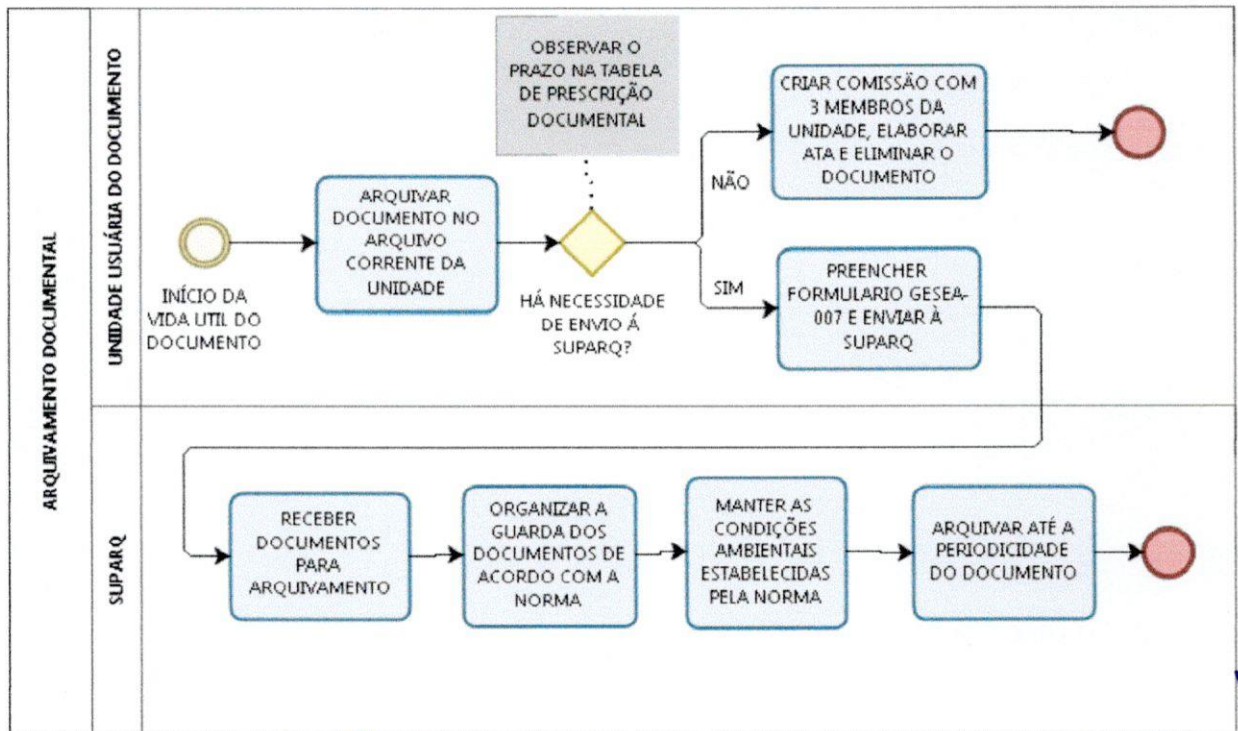 ARQUIVAMENTO DOCUMENTAL
UNIDADE USUÁRIA DO DOCUMENTO
OBSERVAR O
PRAZO NA TABELA
DE PRESCRIÇÃO
DOCUMENTAL
CRIAR COMISSÃO COM
3 MEMBROS DA
UNIDADE, ELABORAR
ATA E ELIMINAR O
DOCUMENTO
NÃO
ARQUIVAR
DOCUMENTO NO
ARQUIVO
CORRENTE DA
UNIDADE
INÍCIO DA
VIDA UTIL DO
DOCUMENTO
HÁ NECESSIDADE
DE ENVIO Á
SUPARQ?
SIM
PREENCHER
FORMULARIO GESEA-
007 E ENVIAR À
SUPARQ
SUPARQ
RECEBER
DOCUMENTOS
PARA
ARQUIVAMENTO
ORGANIZAR A
GUARDA DOS
DOCUMENTOS DE
ACORDO COM A
NORMA
MANTER AS
CONDIÇÕES
AMBIENTAIS
ESTABELECIDAS
PELA NORMA
ARQUIVAR ATÉ A
PERIODICIDADE
DO DOCUMENTO